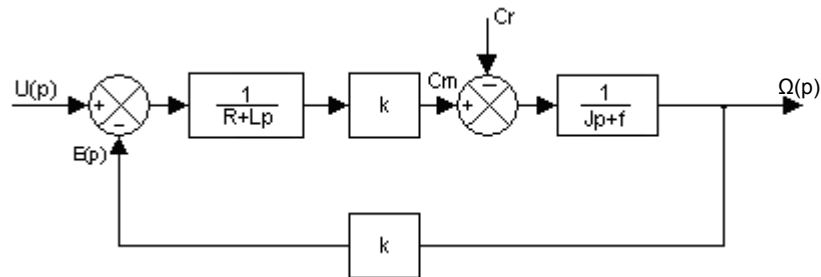 Cr
U(p)
+
−
E(p)
1
R+Lp
k
Cm
+
−
1
Jp+f
Ω(p)
k